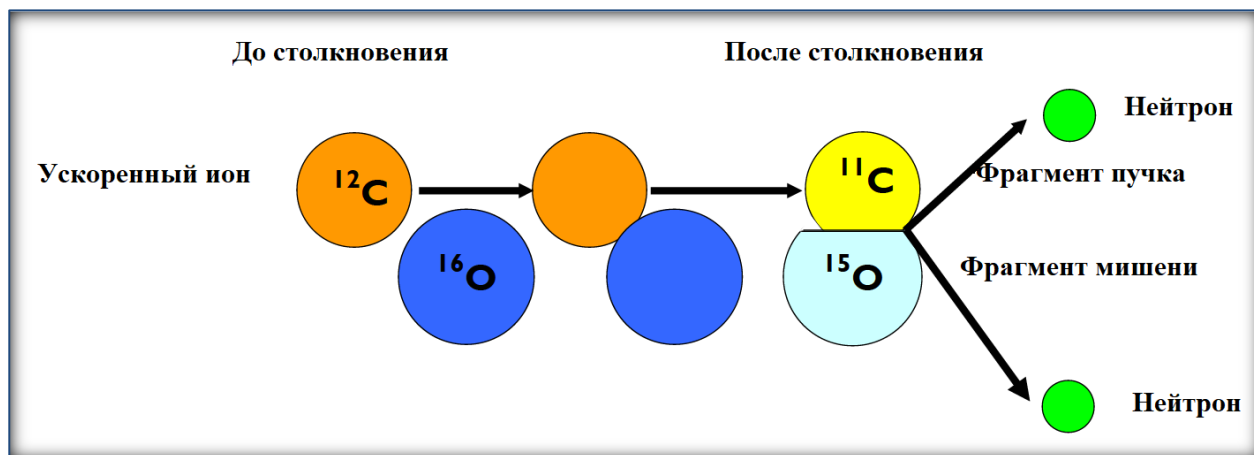 До столкновения
После столкновения
Нейтрон
Ускоренный ион
¹²C
¹¹C
Фрагмент пучка
¹⁶O
¹⁵O
Фрагмент мишени
Нейтрон